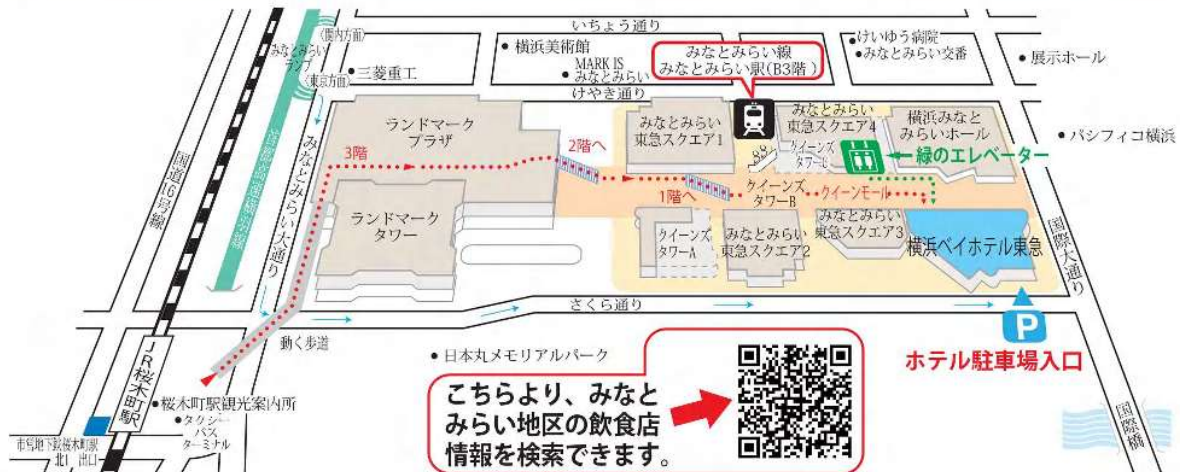 いちょう通り
〈関内方面〉
みなとみらい
ランプ
〈東京方面〉
●三菱重工
●横浜美術館
MARK IS
●みなとみらい
みなとみらい線
みなとみらい駅(B3階)
●けいゆう病院
●みなとみらい交番
●展示ホール
けやき通り
●パシフィコ横浜
国道16号線
首都高速横羽線
みなとみらい大通り
ランドマーク
プラザ
3階
2階へ
みなとみらい
東急スクエア1
みなとみらい
東急スクエア4
クイーンズ
タワーC
横浜みなと
みらいホール
緑のエレベーター
1階へ
クイーンズ
タワーB
クイーンモール
ランドマーク
タワー
クイーンズ
タワーA
みなとみらい
東急スクエア2
みなとみらい
東急スクエア3
横浜ベイホテル東急
国際大通り
さくら通り
P
ホテル駐車場入口
動く歩道
●日本丸メモリアルパーク
JR桜木町駅
●桜木町駅観光案内所
●タクシー
バス
ターミナル
市営地下鉄桜木町駅
北1 出口
こちらより、みなと
みらい地区の飲食店
情報を検索できます。
国際橋